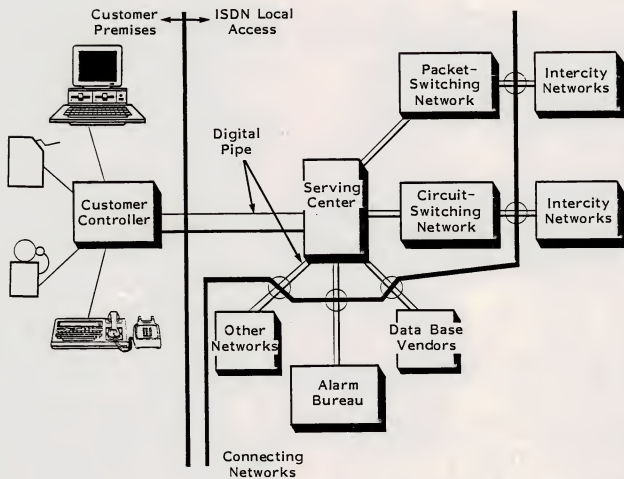 Customer
Premises
ISDN Local
Access
Packet-
Switching
Network
Intercity
Networks
Digital
Pipe
Customer
Controller
Serving
Center
Circuit-
Switching
Network
Intercity
Networks
Other
Networks
Data Base
Vendors
Alarm
Bureau
Connecting
Networks